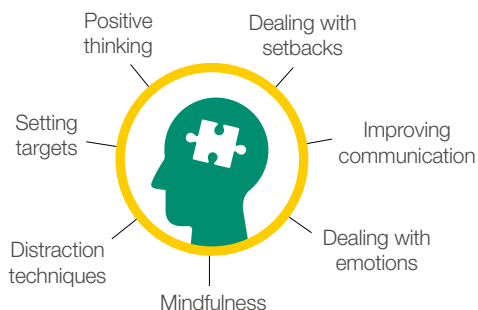 Positive
thinking
Dealing with
setbacks
Setting
targets
Improving
communication
Distraction
techniques
Dealing with
emotions
Mindfulness